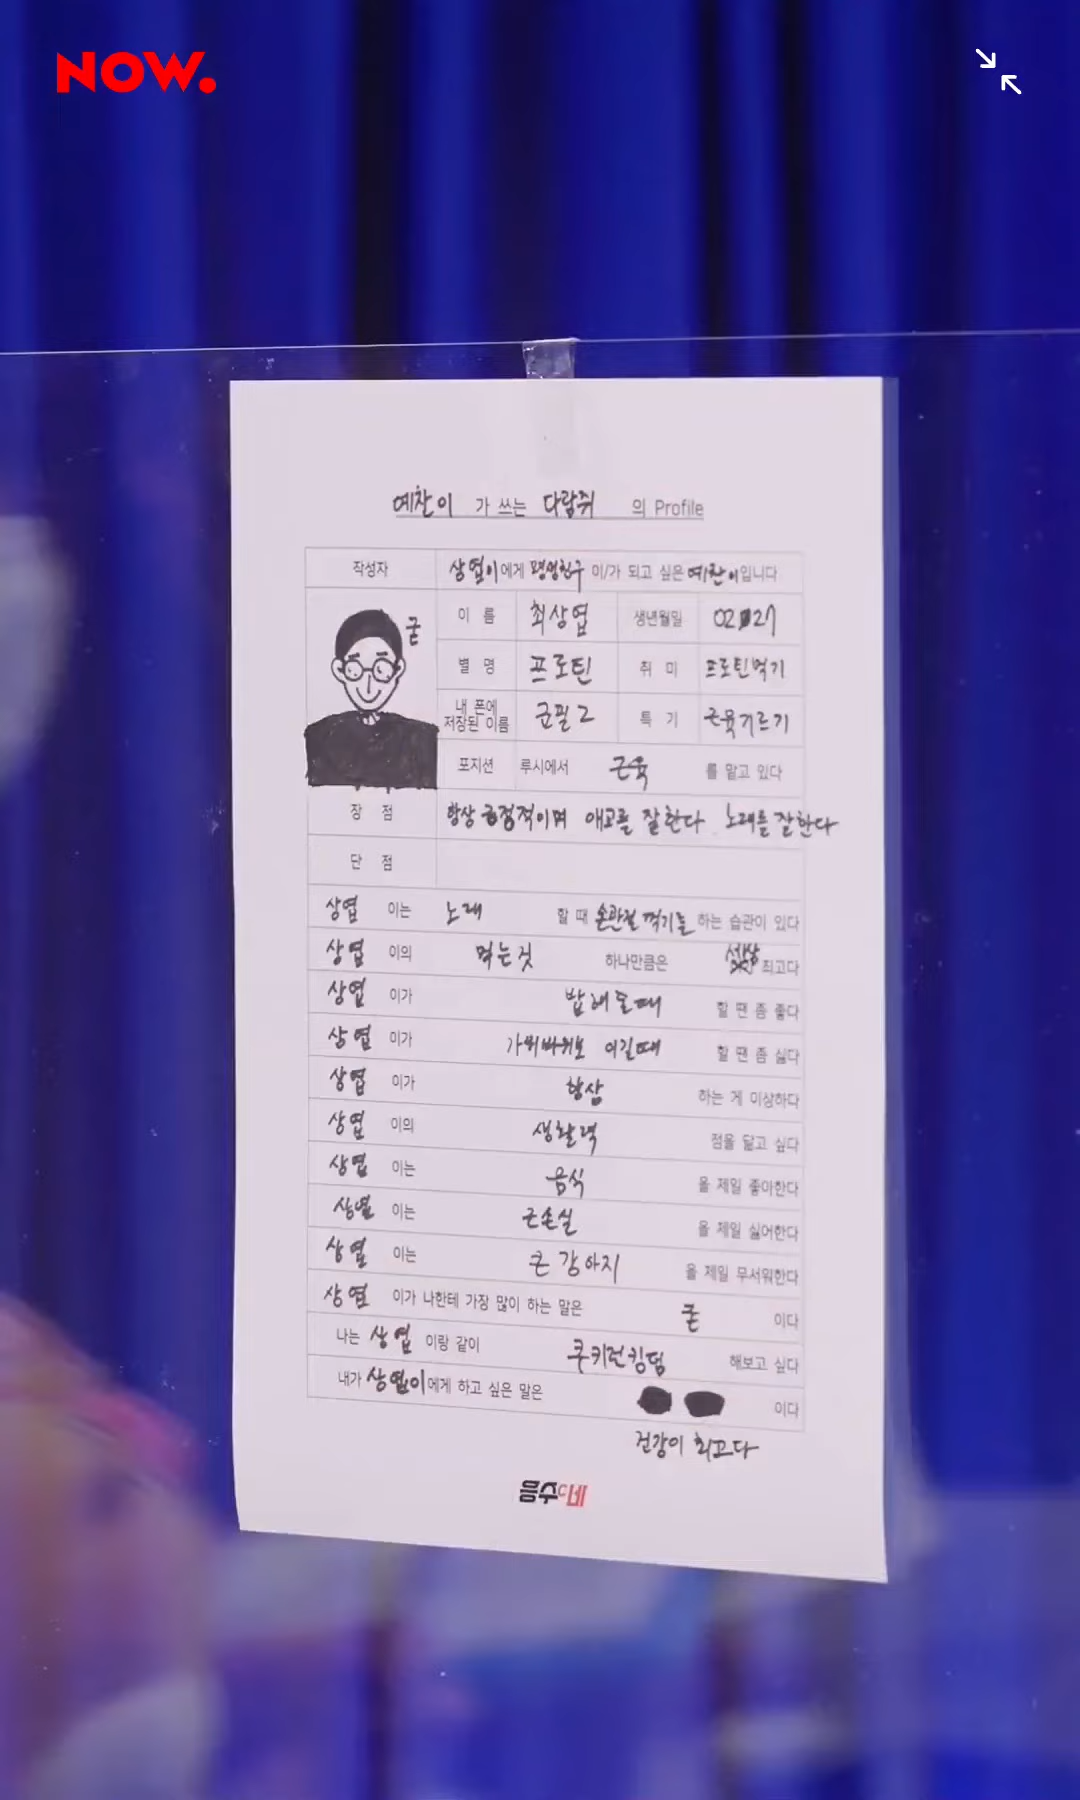 NOW.
예찬이 가 쓰는 다람쥐 의 Profile
작성자 상엽이에게 평생친구 이/가 되고 싶은 예찬이입니다
굳
이 름 최상엽 생년월일 02 27
별 명 프로틴 취 미 프로틴먹기
내 폰에 저장된 이름 군필2 특 기 근육기르기
포지션 루시에서 근육 를 맡고 있다
장 점 항상 긍정적이며 애교를 잘한다. 노래를 잘한다
단 점
상엽 이는 노래 할 때 손관절 꺾기를 하는 습관이 있다
상엽 이의 먹는것 하나만큼은 최고다
상엽 이가 밥해줄때 할 땐 좀 좋다
상엽 이가 가위바위보 이길때 할 땐 좀 싫다
상엽 이가 항상 하는 게 이상하다
상엽 이의 생활력 점을 닮고 싶다
상엽 이는 음식 을 제일 좋아한다
상엽 이는 근손실 을 제일 싫어한다
상엽 이는 큰 강아지 을 제일 무서워한다
상엽 이가 나한테 가장 많이 하는 말은 굳 이다
나는 상엽 이랑 같이 쿠키런킹덤 해보고 싶다
내가 상엽이에게 하고 싶은 말은 이다
건강이 최고다